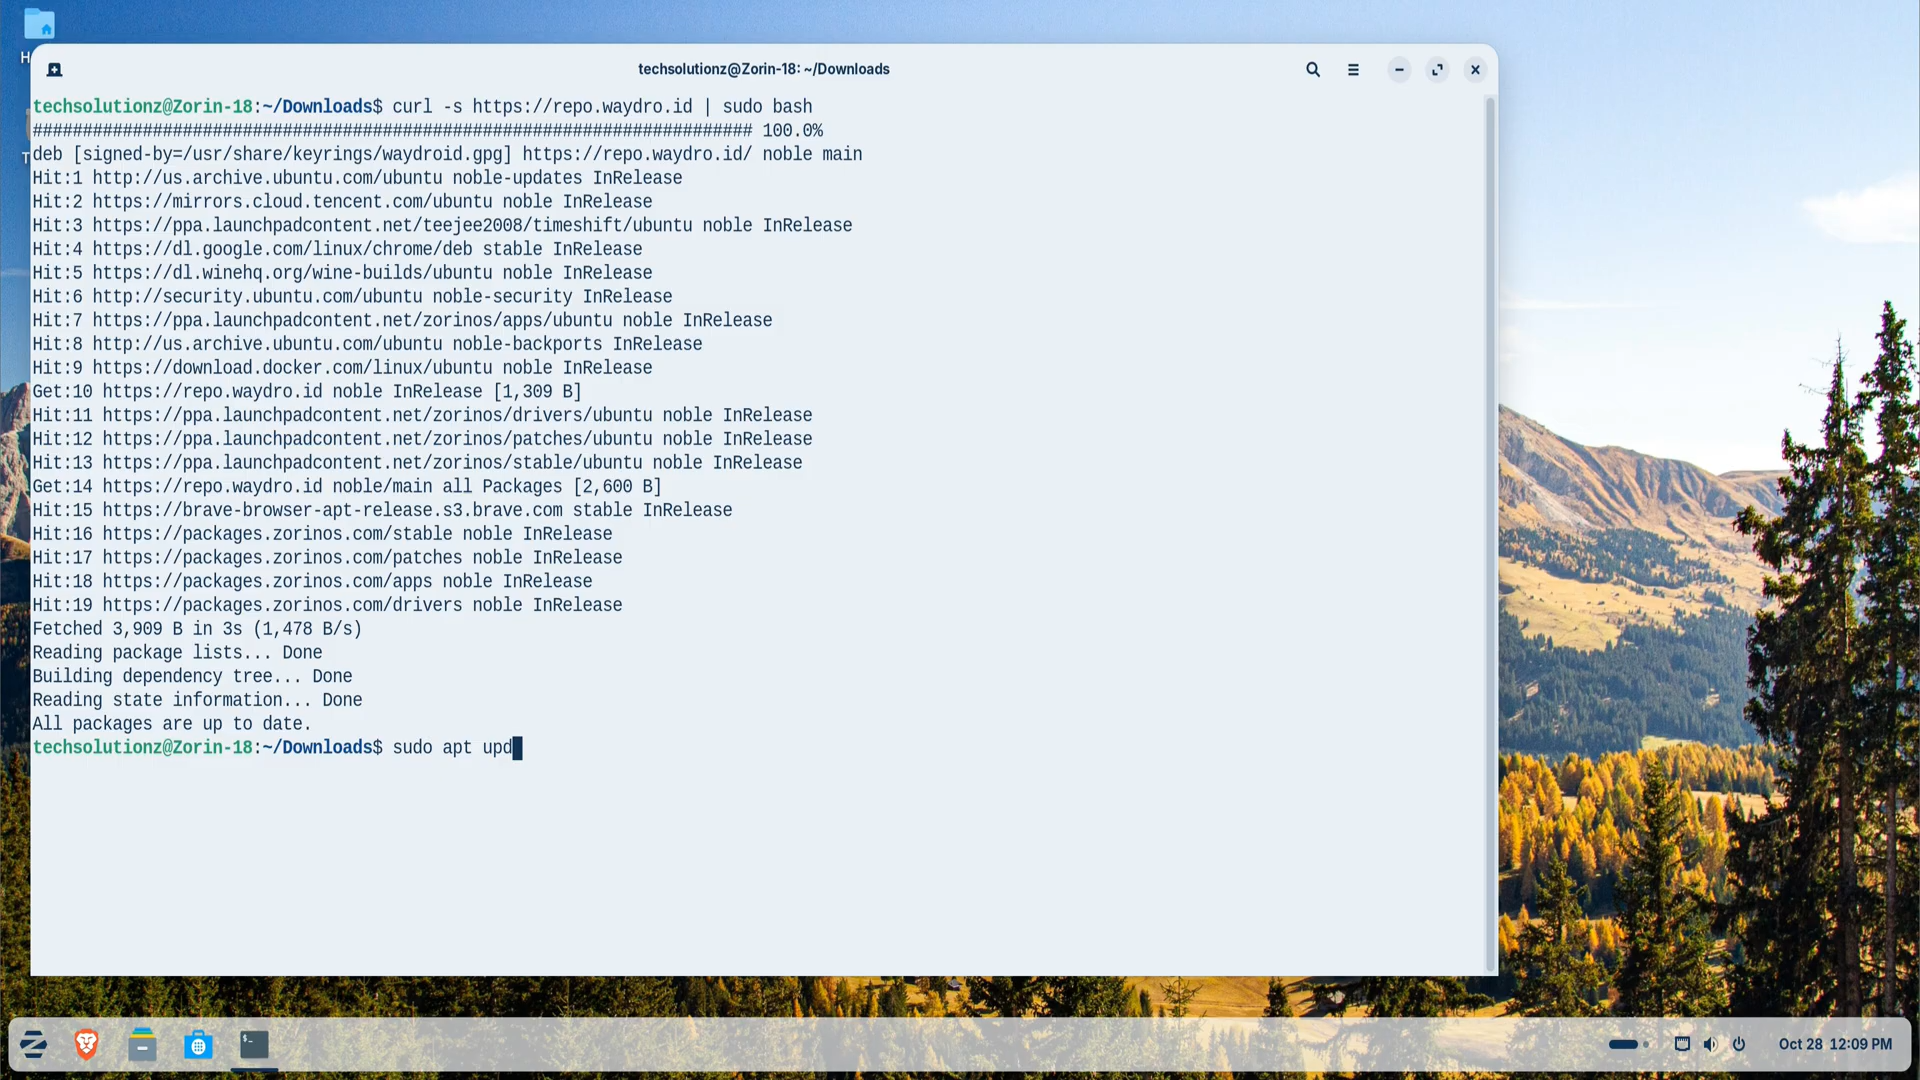 H
techsolutionz@Zorin-18: ~/Downloads
techsolutionz@Zorin-18:~/Downloads$ curl -s https://repo.waydro.id | sudo bash
######################################################################## 100.0%
deb [signed-by=/usr/share/keyrings/waydroid.gpg] https://repo.waydro.id/ noble main
Hit:1 http://us.archive.ubuntu.com/ubuntu noble-updates InRelease
Hit:2 https://mirrors.cloud.tencent.com/ubuntu noble InRelease
Hit:3 https://ppa.launchpadcontent.net/teejee2008/timeshift/ubuntu noble InRelease
Hit:4 https://dl.google.com/linux/chrome/deb stable InRelease
Hit:5 https://dl.winehq.org/wine-builds/ubuntu noble InRelease
Hit:6 http://security.ubuntu.com/ubuntu noble-security InRelease
Hit:7 https://ppa.launchpadcontent.net/zorinos/apps/ubuntu noble InRelease
Hit:8 http://us.archive.ubuntu.com/ubuntu noble-backports InRelease
Hit:9 https://download.docker.com/linux/ubuntu noble InRelease
Get:10 https://repo.waydro.id noble InRelease [1,309 B]
Hit:11 https://ppa.launchpadcontent.net/zorinos/drivers/ubuntu noble InRelease
Hit:12 https://ppa.launchpadcontent.net/zorinos/patches/ubuntu noble InRelease
Hit:13 https://ppa.launchpadcontent.net/zorinos/stable/ubuntu noble InRelease
Get:14 https://repo.waydro.id noble/main all Packages [2,600 B]
Hit:15 https://brave-browser-apt-release.s3.brave.com stable InRelease
Hit:16 https://packages.zorinos.com/stable noble InRelease
Hit:17 https://packages.zorinos.com/patches noble InRelease
Hit:18 https://packages.zorinos.com/apps noble InRelease
Hit:19 https://packages.zorinos.com/drivers noble InRelease
Fetched 3,909 B in 3s (1,478 B/s)
Reading package lists... Done
Building dependency tree... Done
Reading state information... Done
All packages are up to date.
techsolutionz@Zorin-18:~/Downloads$ sudo apt upd
Oct 28 12:09 PM